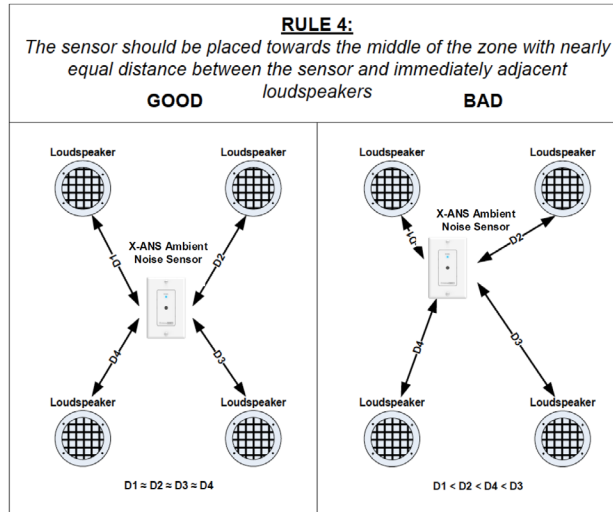 RULE 4:
The sensor should be placed towards the middle of the zone with nearly
equal distance between the sensor and immediately adjacent
loudspeakers
GOOD
BAD
Loudspeaker
Loudspeaker
X-ANS Ambient
Noise Sensor
D1
D2
D4
D3
Loudspeaker
Loudspeaker
D1 ≈ D2 ≈ D3 ≈ D4
Loudspeaker
Loudspeaker
X-ANS Ambient
Noise Sensor
D1
D2
D4
D3
Loudspeaker
Loudspeaker
D1 < D2 < D4 < D3